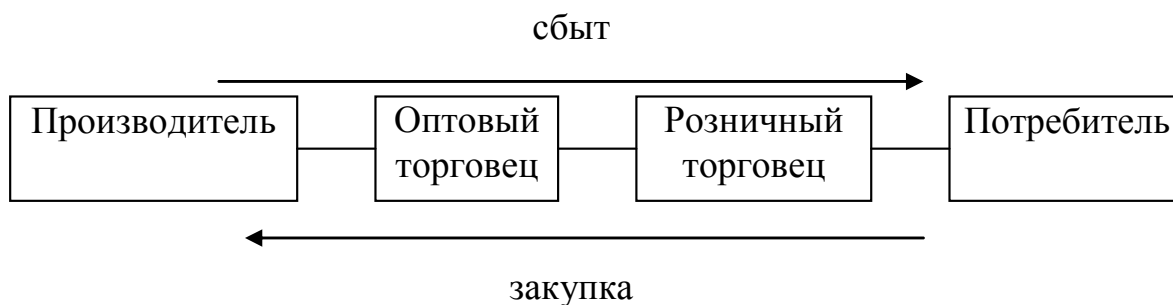 сбыт
Производитель
Оптовый
торговец
Розничный
торговец
Потребитель
закупка